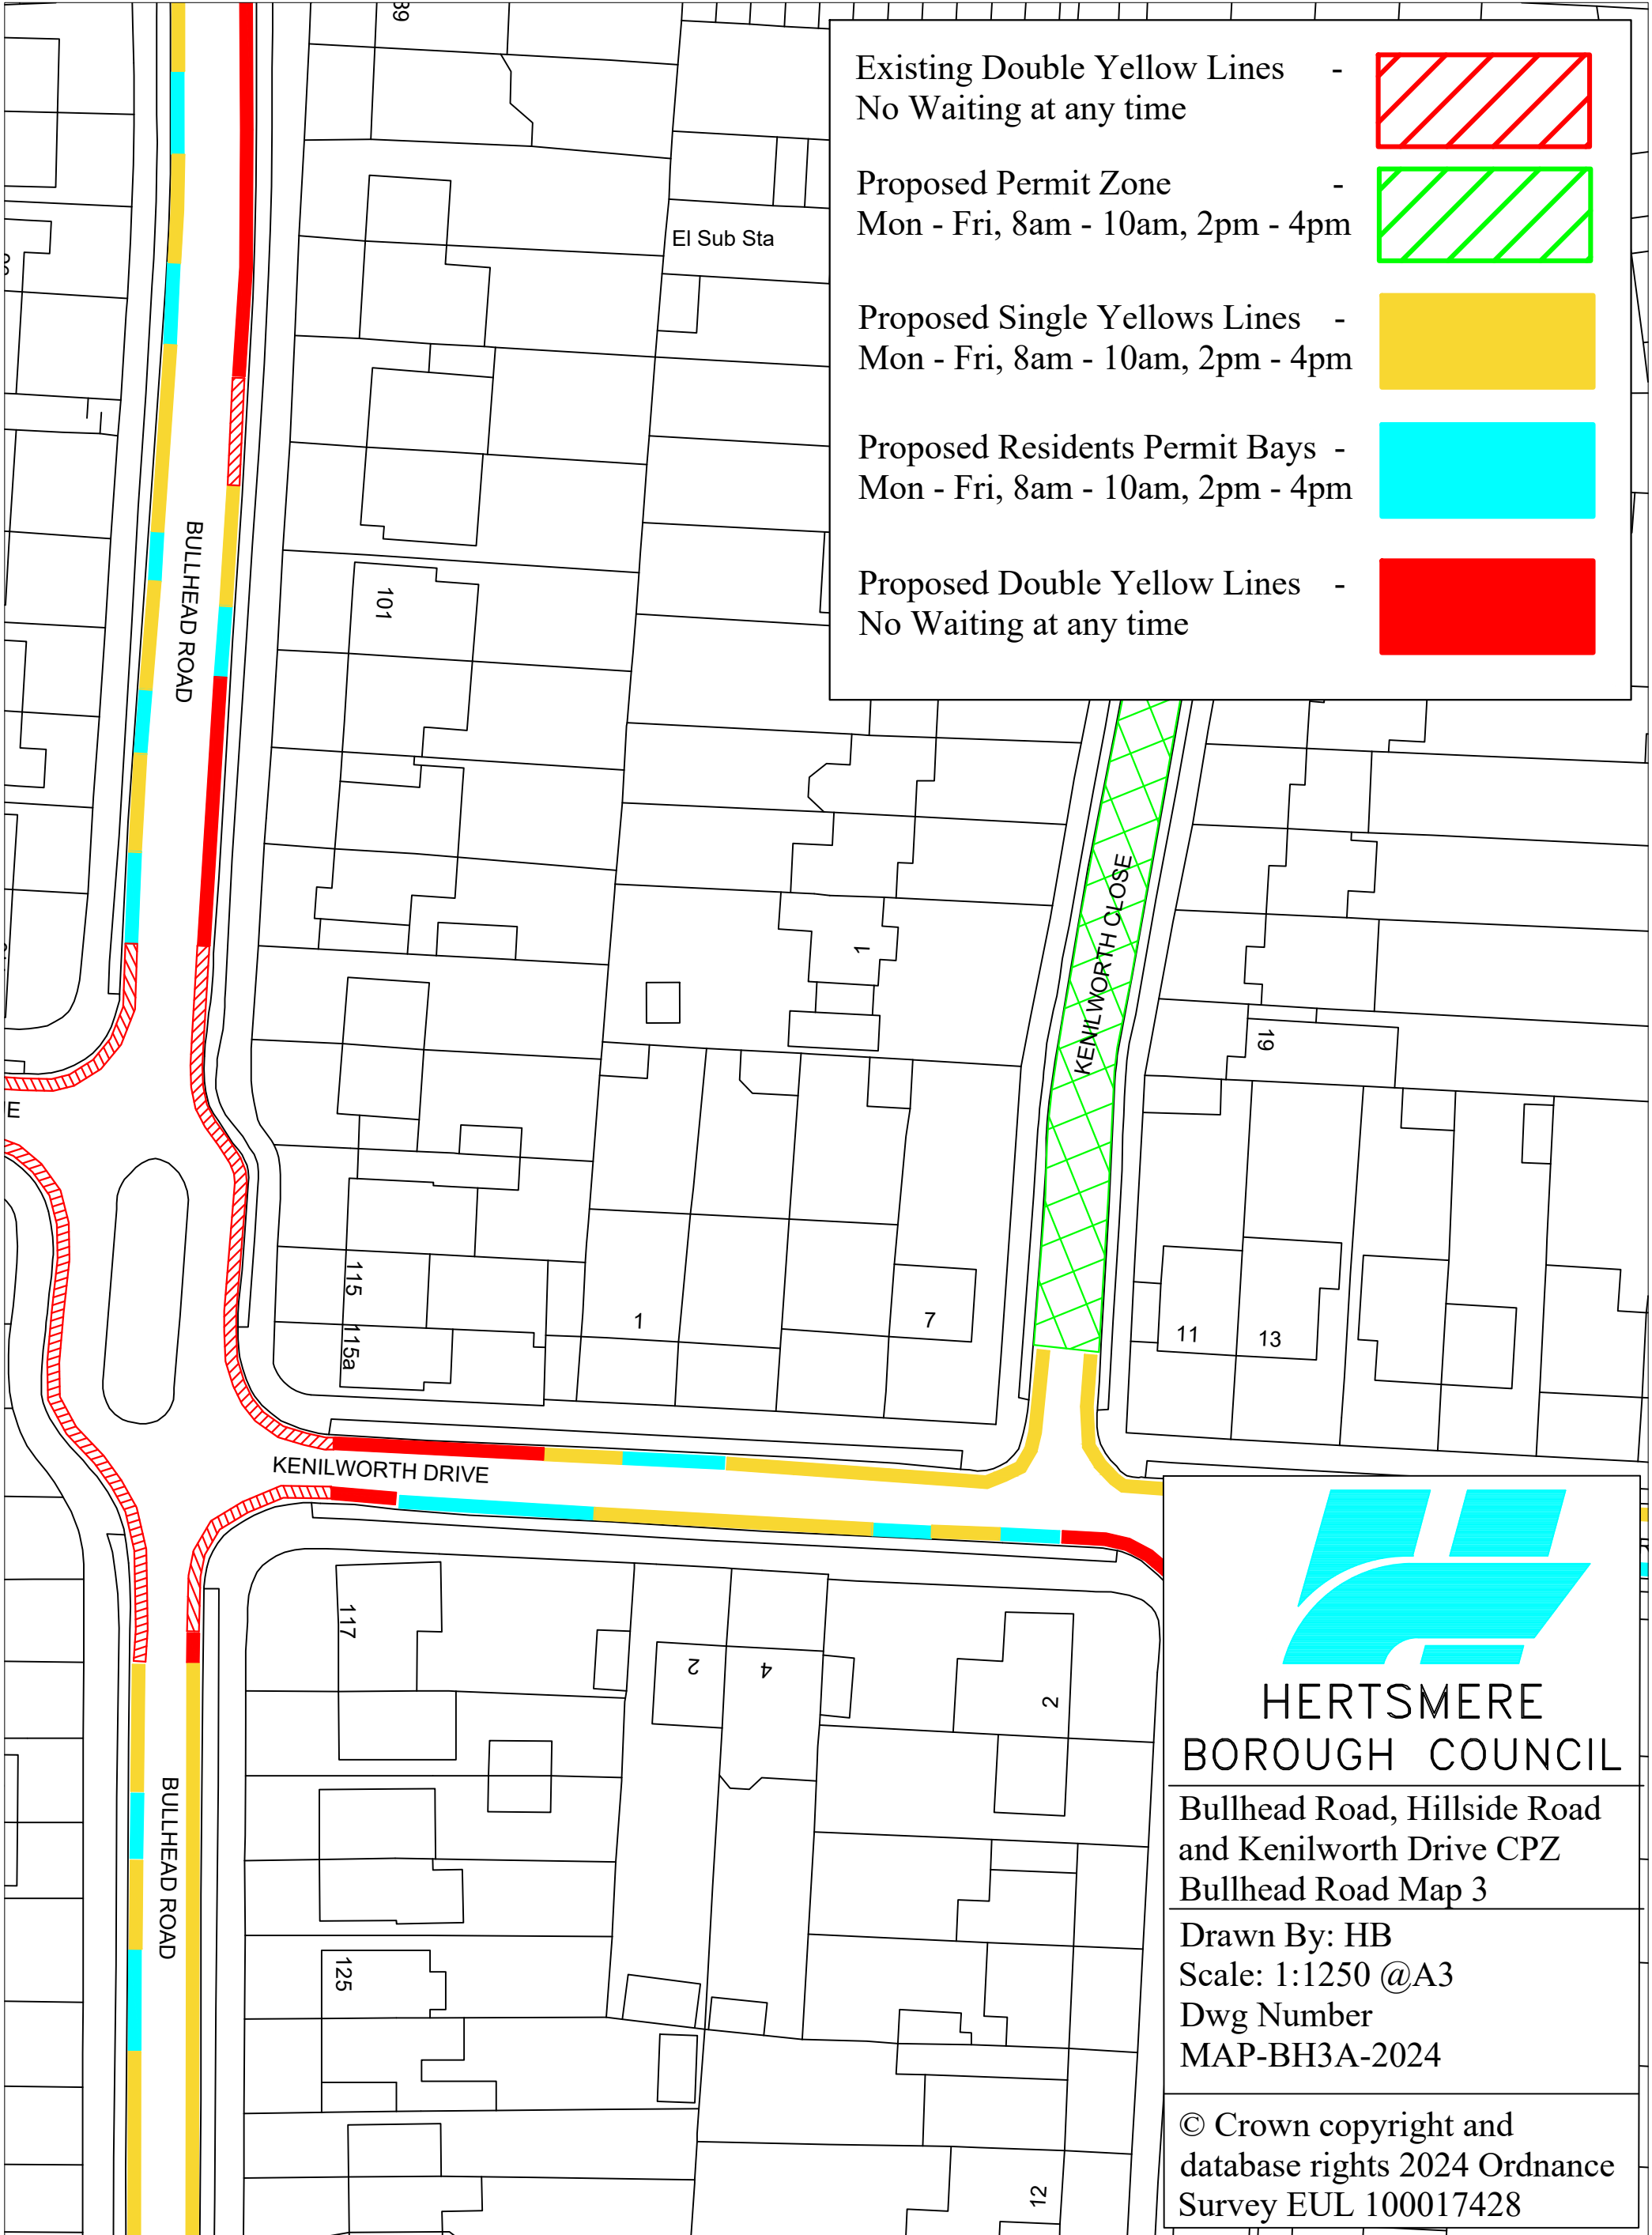 Existing Double Yellow Lines -
No Waiting at any time
Proposed Permit Zone -
Mon - Fri, 8am - 10am, 2pm - 4pm
Proposed Single Yellows Lines -
Mon - Fri, 8am - 10am, 2pm - 4pm
Proposed Residents Permit Bays -
Mon - Fri, 8am - 10am, 2pm - 4pm
Proposed Double Yellow Lines -
No Waiting at any time
El Sub Sta
BULLHEAD ROAD
101
KENILWORTH CLOSE
1
19
115
115a
1
7
11
13
KENILWORTH DRIVE
117
2
4
2
BULLHEAD ROAD
125
12
HERTSMERE
BOROUGH COUNCIL
Bullhead Road, Hillside Road
and Kenilworth Drive CPZ
Bullhead Road Map 3
Drawn By: HB
Scale: 1:1250 @A3
Dwg Number
MAP-BH3A-2024
© Crown copyright and
database rights 2024 Ordnance
Survey EUL 100017428